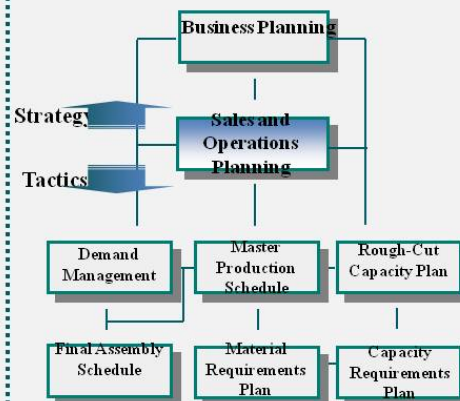 Business Planning
Strategy
Sales and
Operations
Planning
Tactics
Demand
Management
Master
Production
Schedule
Rough-Cut
Capacity Plan
Final Assembly
Schedule
Material
Requirements
Plan
Capacity
Requirements
Plan